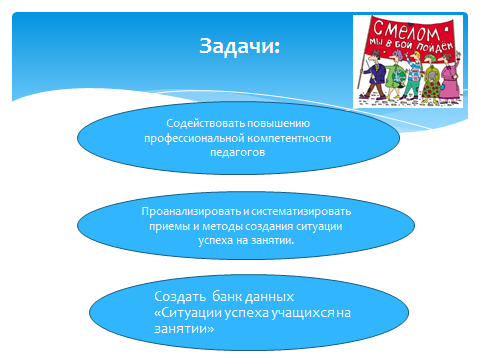 Задачи:
СМЕЛОМ
МЫ В БОЙ ПОЙДЁМ
Содействовать повышению
профессиональной компетентности
педагогов
Проанализировать и систематизировать
приемы и методы создания ситуации
успеха на занятии.
Создать банк данных
«Ситуации успеха учащихся на
занятии»